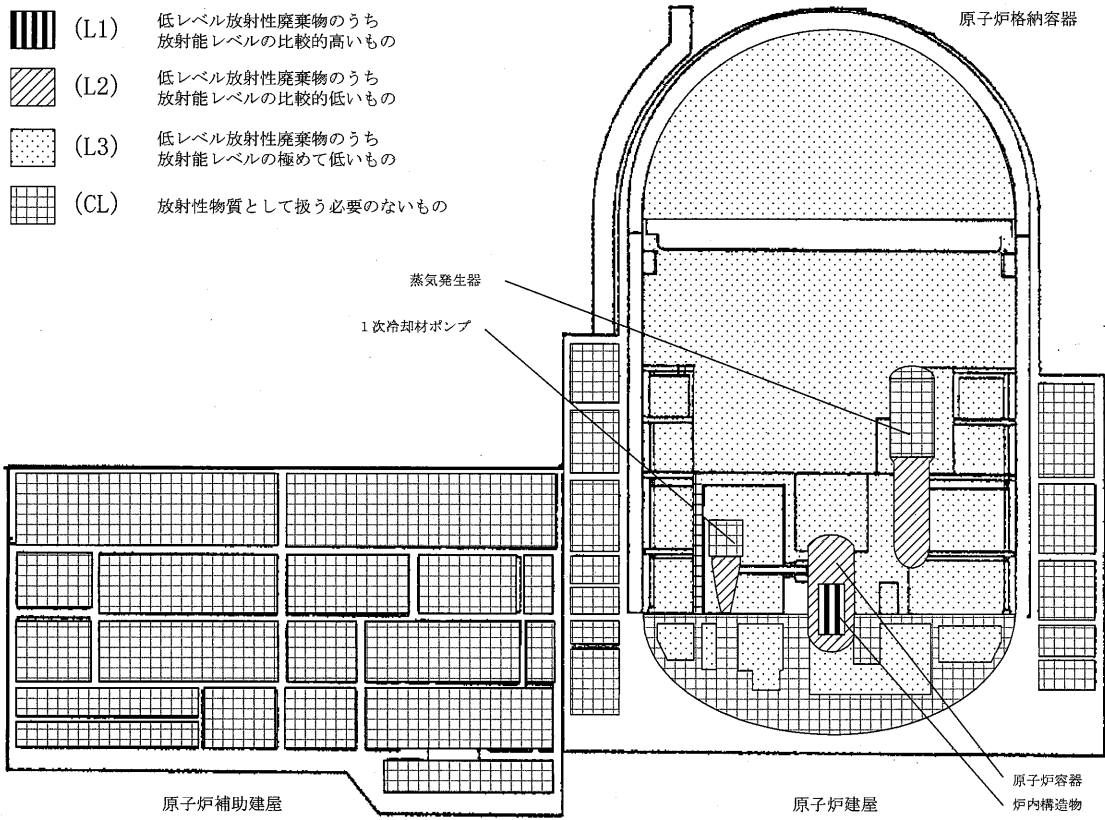 (L1) 低レベル放射性廃棄物のうち
放射能レベルの比較的高いもの
(L2) 低レベル放射性廃棄物のうち
放射能レベルの比較的低いもの
(L3) 低レベル放射性廃棄物のうち
放射能レベルの極めて低いもの
(CL) 放射性物質として扱う必要のないもの
原子炉格納容器
蒸気発生器
1次冷却材ポンプ
原子炉容器
炉内構造物
原子炉補助建屋
原子炉建屋